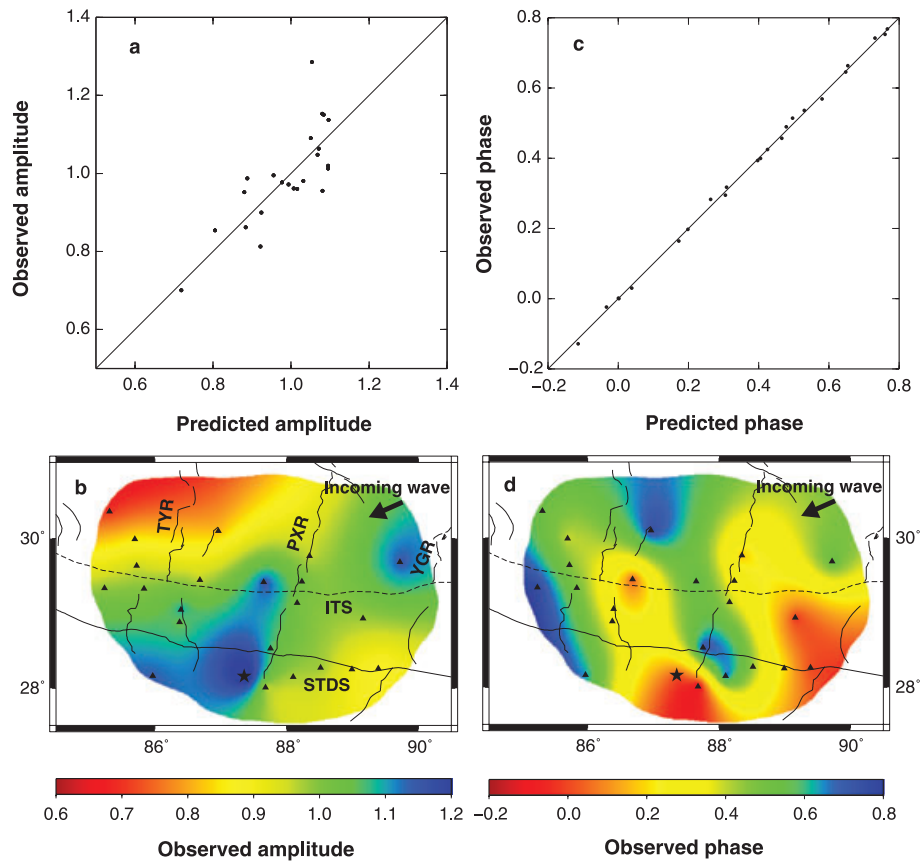 a
1.4
1.2
1.0
0.8
0.6
0.6
0.8
1.0
1.2
1.4
Observed amplitude
Predicted amplitude
c
0.8
0.6
0.4
0.2
0.0
−0.2
−0.2
0.0
0.2
0.4
0.6
0.8
Observed phase
Predicted phase
b
Incoming wave
TYR
PXR
YGR
ITS
STDS
30°
28°
86°
88°
90°
0.6
0.7
0.8
0.9
1.0
1.1
1.2
Observed amplitude
d
Incoming wave
30°
28°
86°
88°
90°
−0.2
0.0
0.2
0.4
0.6
0.8
Observed phase